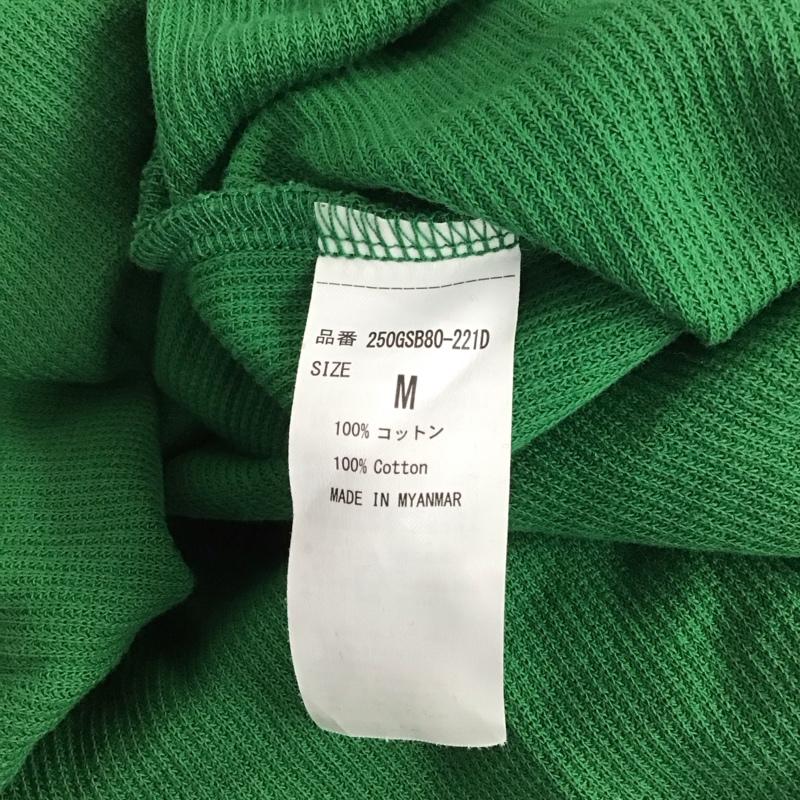 品番 250GSB80-221D
SIZE
M
100% コットン
100% Cotton
MADE IN MYANMAR